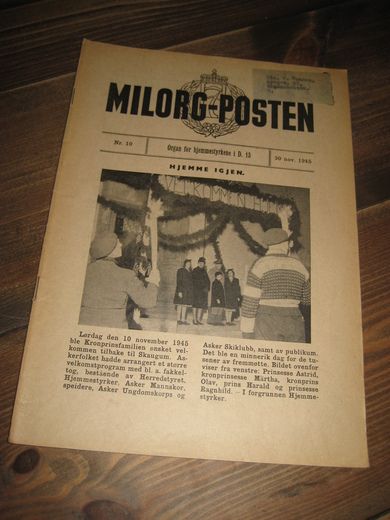 MILORG-POSTEN
Nr. 10
Organ for hjemmestyrkene i D. 13
30 nov. 1945
HJEMME IGJEN.
VELKOMMEN HJEM
Lørdag den 10 november 1945
ble Kronprinsfamilien ønsket vel-
kommen tilbake til Skaugum. As-
kerfolket hadde arrangert et større
velkomstprogram med bl. a. fakkel-
tog, bestående av Herredstyret,
Hjemmestyrker, Asker Mannskor,
speidere, Asker Ungdomskorps og
Asker Skiklubb, samt av publikum.
Det ble en minnerik dag for de tu-
sener av fremmøtte. Bildet ovenfor
viser fra venstre: Prinsesse Astrid,
kronprinsesse Märtha, kronprins
Olav, prins Harald og prinsesse
Ragnhild. – I forgrunnen Hjemme-
styrker.